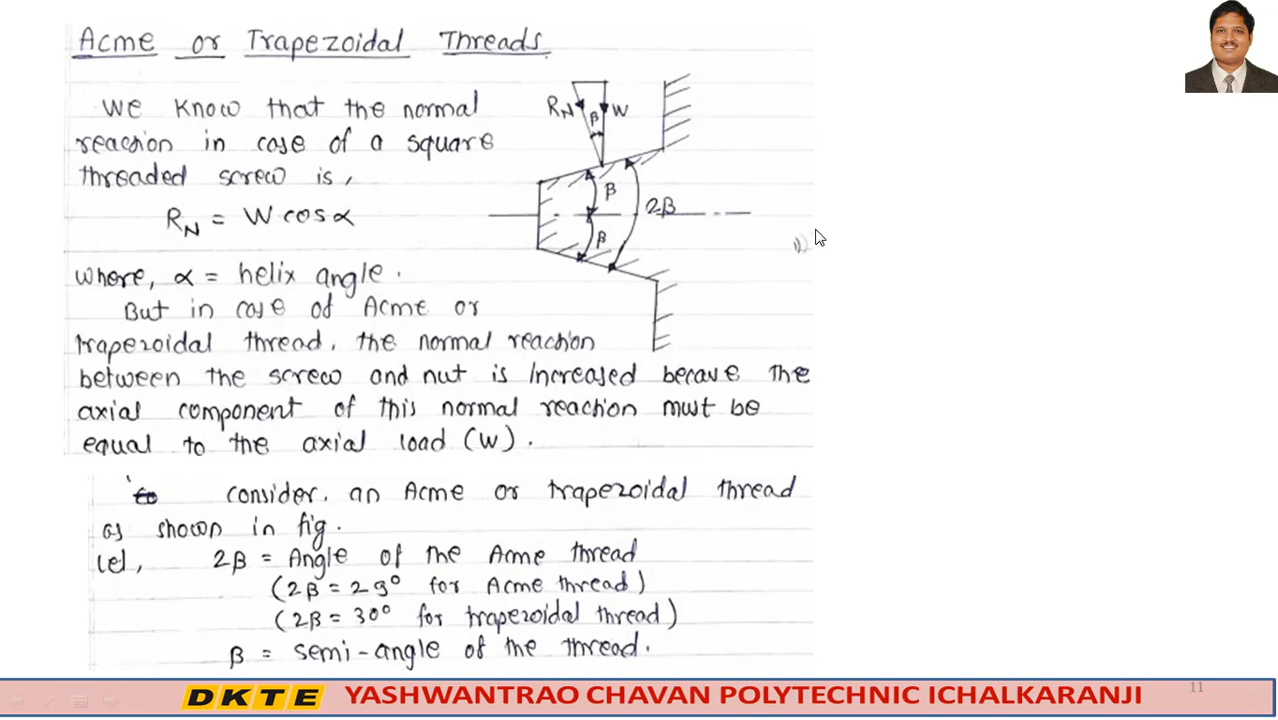 Acme or Trapezoidal Threads.
We know that the normal
reaction in case of a square
threaded screw is,
R_N = W cos α
where, α = helix angle.
But in case of Acme or
trapezoidal thread, the normal reaction
between the screw and nut is increased becaue the
axial component of this normal reaction must be
equal to the axial load (W).
R_N
β
W
β
2β
β
consider, an Acme or trapezoidal thread
as shown in fig.
let, 2β = Angle of the Acme thread
(2β = 29° for Acme thread)
(2β = 30° for trapezoidal thread)
β = semi-angle of the thread.
DKTE YASHWANTRAO CHAVAN POLYTECHNIC ICHALKARANJI
11